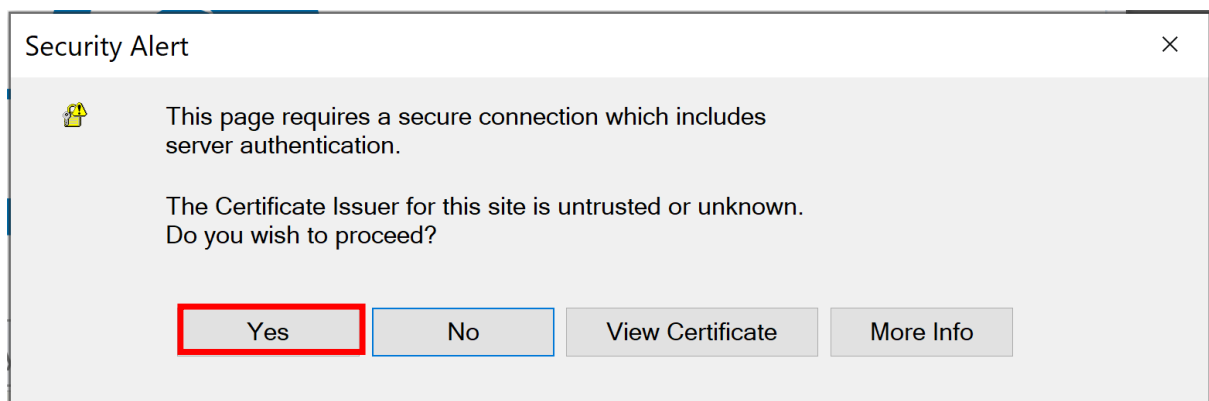 Security Alert
This page requires a secure connection which includes
server authentication.
The Certificate Issuer for this site is untrusted or unknown.
Do you wish to proceed?
Yes No View Certificate More Info